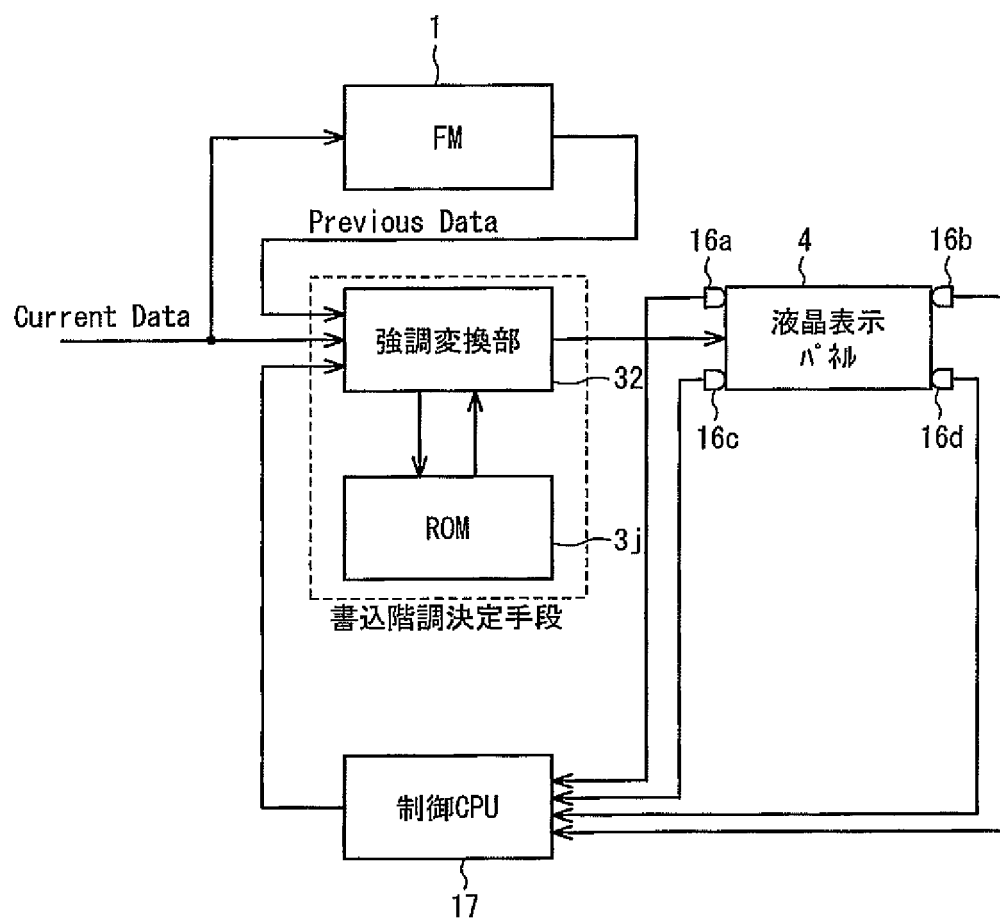 1
FM
Previous Data
16a
4
16b
Current Data
強調変換部
液晶表示
パネル
32
16c
16d
ROM
3j
書込階調決定手段
制御CPU
17